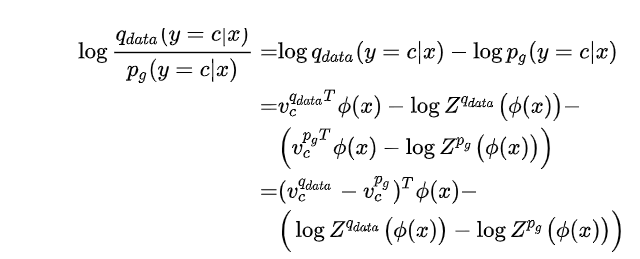 log q_data(y = c|x) / p_g(y = c|x) = log q_data(y = c|x) − log p_g(y = c|x)
= v_c^{q_data T} ϕ(x) − log Z^{q_data} (ϕ(x)) −
(v_c^{p_g T} ϕ(x) − log Z^{p_g} (ϕ(x)))
= (v_c^{q_data} − v_c^{p_g})^T ϕ(x) −
(log Z^{q_data} (ϕ(x)) − log Z^{p_g} (ϕ(x)))